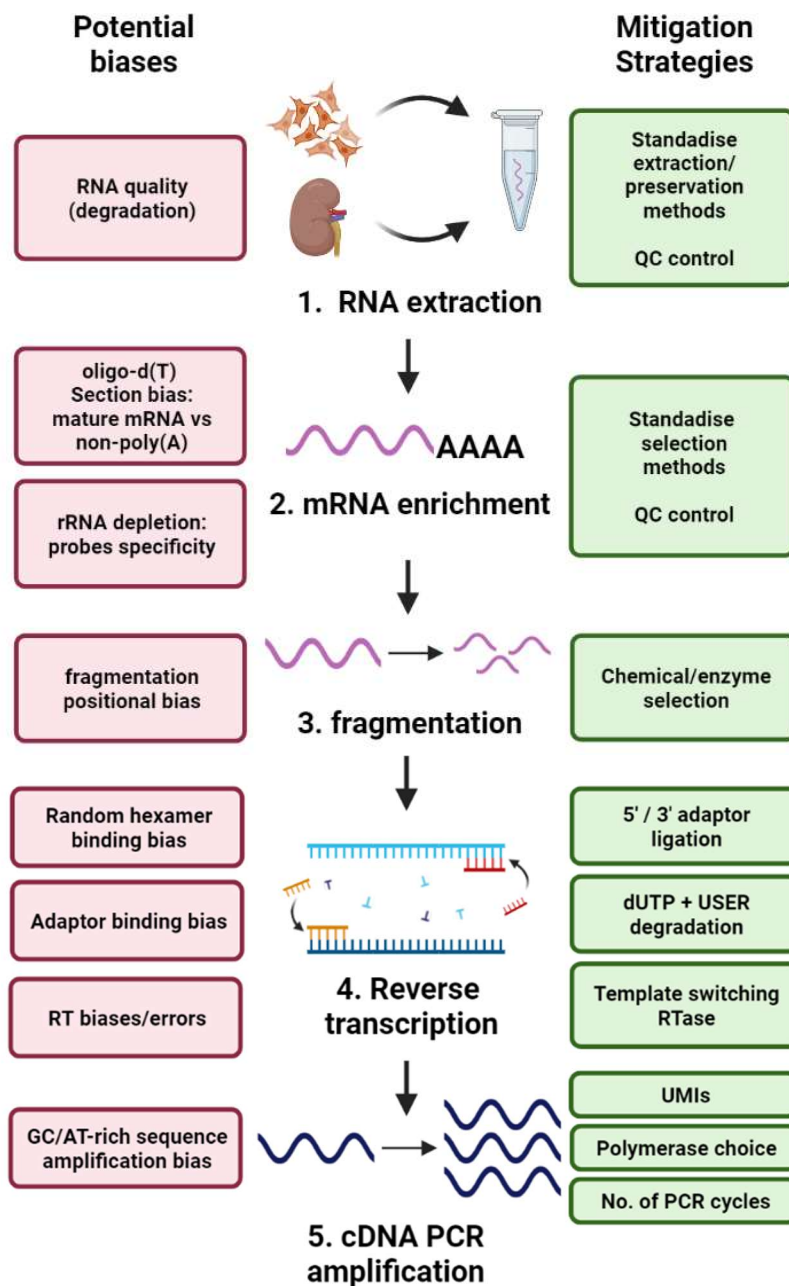 Potential
biases
Mitigation
Strategies
RNA quality
(degradation)
Standadise
extraction/
preservation
methods
QC control
1. RNA extraction
oligo-d(T)
Section bias:
mature mRNA vs
non-poly(A)
AAAA
Standadise
selection
methods
QC control
2. mRNA enrichment
rRNA depletion:
probes specificity
fragmentation
positional bias
Chemical/enzyme
selection
3. fragmentation
Random hexamer
binding bias
5' / 3' adaptor
ligation
Adaptor binding bias
dUTP + USER
degradation
4. Reverse
transcription
RT biases/errors
Template switching
RTase
UMIs
GC/AT-rich sequence
amplification bias
Polymerase choice
No. of PCR cycles
5. cDNA PCR
amplification